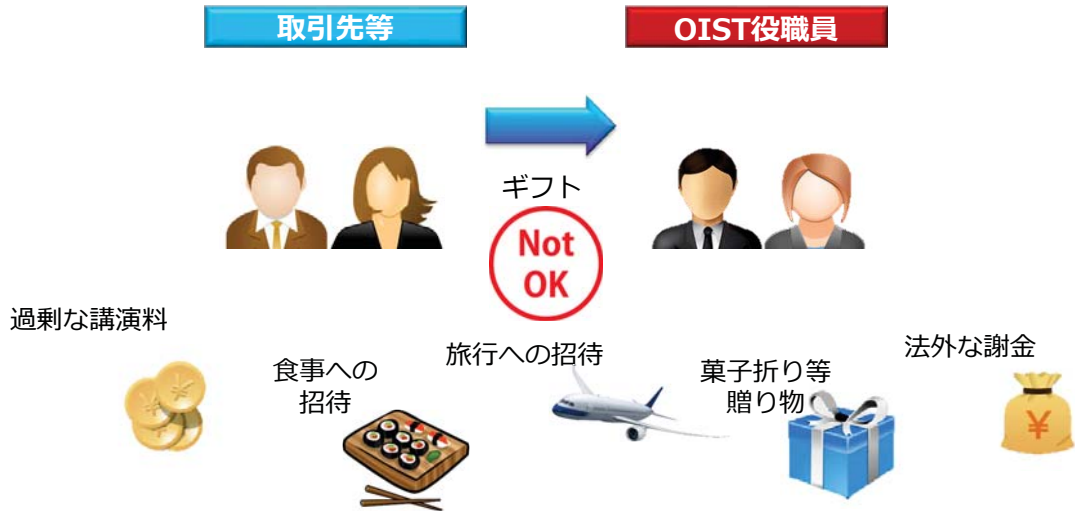 取引先等
OIST役職員
ギフト
Not
OK
過剰な講演料
食事への
招待
旅行への招待
菓子折り等
贈り物
法外な謝金
¥
¥
¥